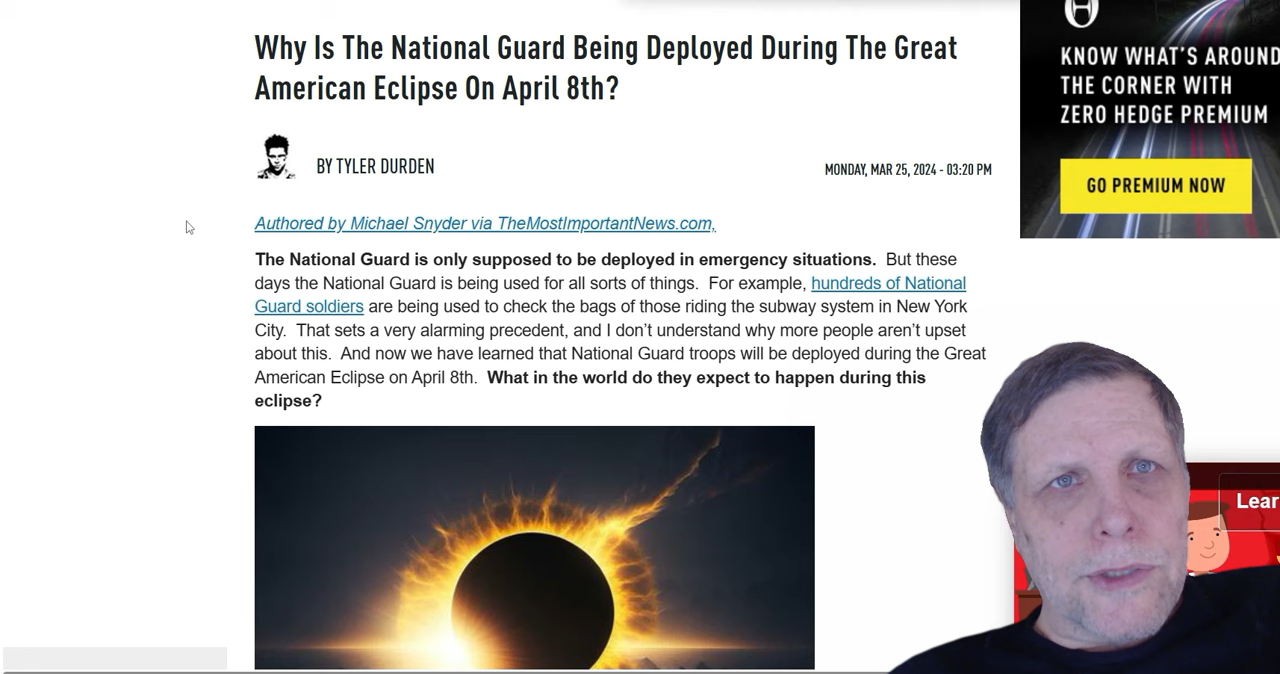 Why Is The National Guard Being Deployed During The Great
American Eclipse On April 8th?
BY TYLER DURDEN
MONDAY, MAR 25, 2024 - 03:20 PM
Authored by Michael Snyder via TheMostImportantNews.com,
The National Guard is only supposed to be deployed in emergency situations.  But these
days the National Guard is being used for all sorts of things.  For example, hundreds of National
Guard soldiers are being used to check the bags of those riding the subway system in New York
City.  That sets a very alarming precedent, and I don’t understand why more people aren’t upset
about this.  And now we have learned that National Guard troops will be deployed during the Great
American Eclipse on April 8th.  What in the world do they expect to happen during this
eclipse?
KNOW WHAT’S AROUND
THE CORNER WITH
ZERO HEDGE PREMIUM
GO PREMIUM NOW
Lear